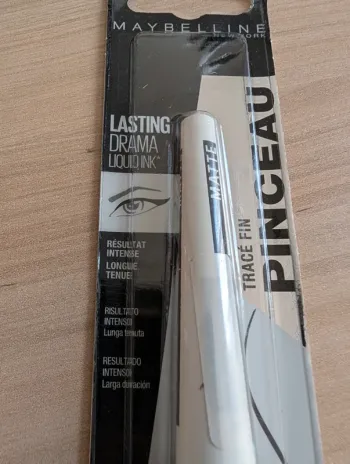 MAYBELLINE
NEW YORK
LASTING
DRAMA
LIQUID INK
RÉSULTAT
INTENSE
LONGUE
TENUE
RISULTATO
INTENSO
Lunga tenuta
RESULTADO
INTENSO
Larga duración
MATTE
TRACÉ FIN
PINCEAU